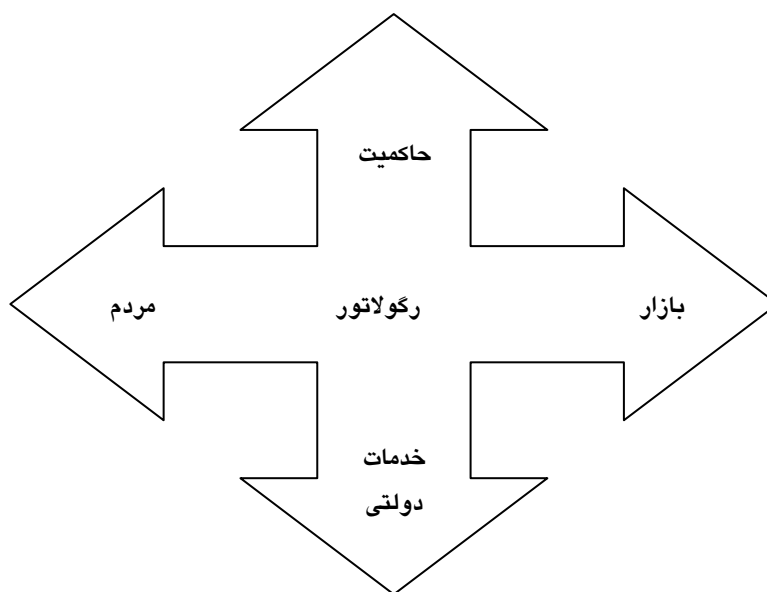 حاکمیت
بازار
رگولاتور
مردم
خدمات
دولتی